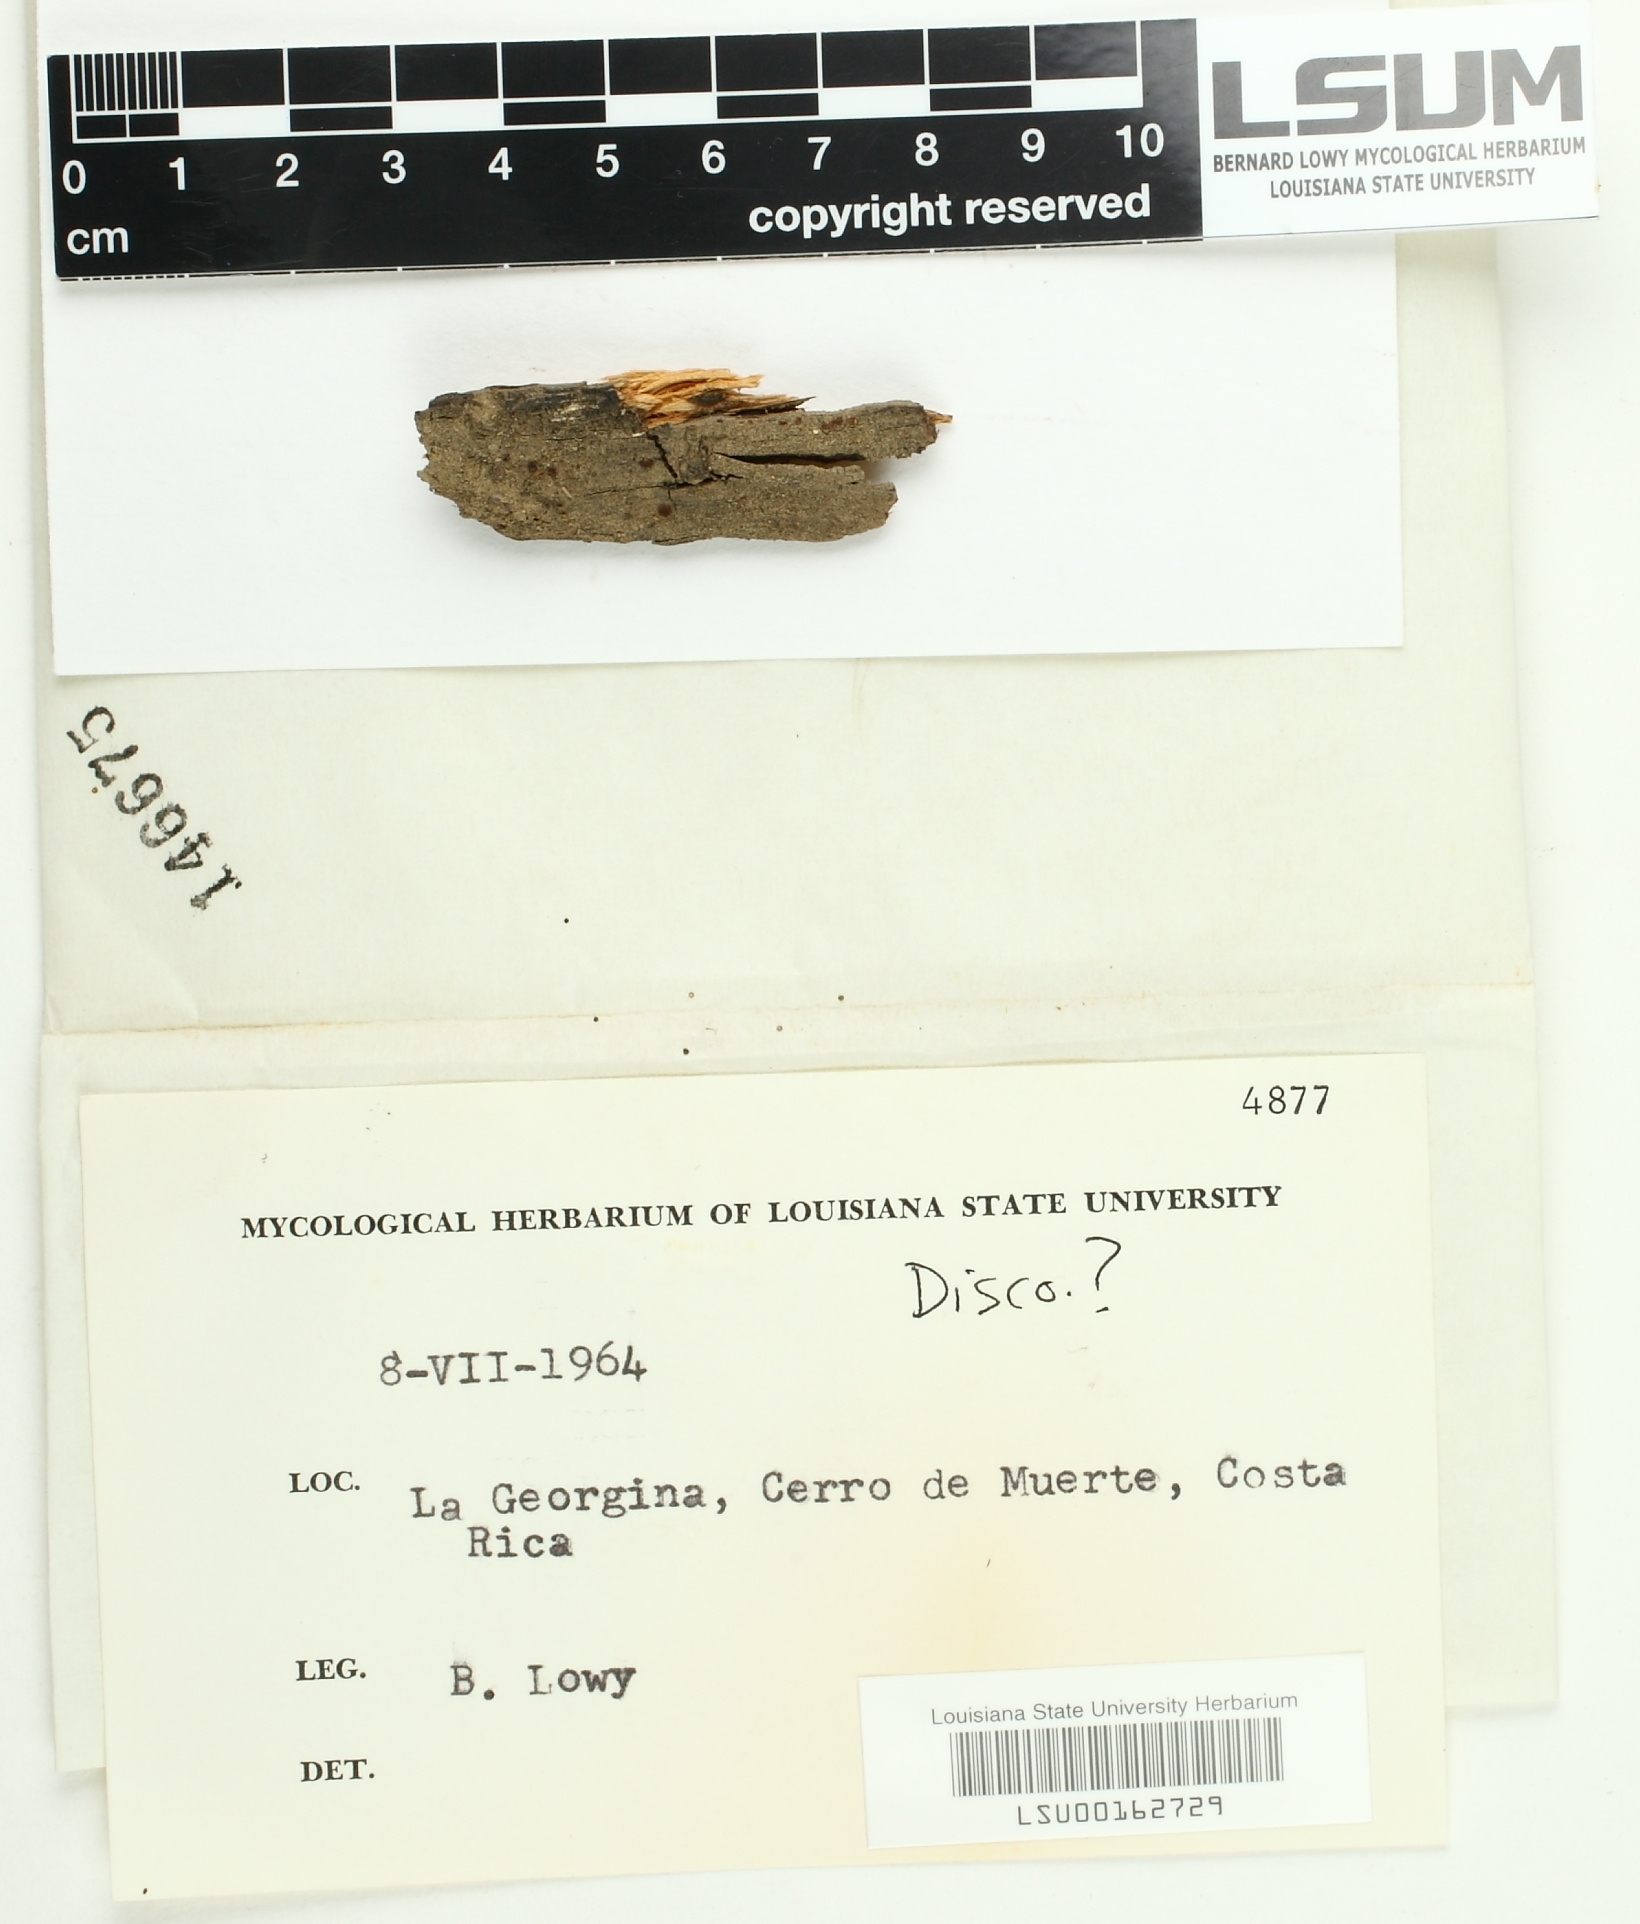 0 1 2 3 4 5 6 7 8 9 10
cm
copyright reserved
LSUM
BERNARD LOWY MYCOLOGICAL HERBARIUM
LOUISIANA STATE UNIVERSITY
146675
4877
MYCOLOGICAL HERBARIUM OF LOUISIANA STATE UNIVERSITY
Disco.?
8-VII-1964
LOC. La Georgina, Cerro de Muerte, Costa
Rica
LEG. B. Lowy
DET.
Louisiana State University Herbarium
LSU00162729